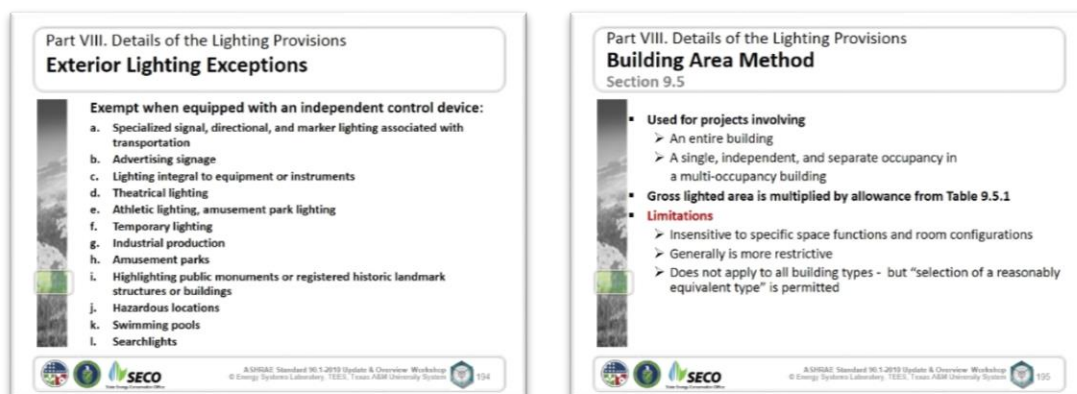 Part VIII. Details of the Lighting Provisions
Exterior Lighting Exceptions
Exempt when equipped with an independent control device:
a. Specialized signal, directional, and marker lighting associated with
transportation
b. Advertising signage
c. Lighting integral to equipment or instruments
d. Theatrical lighting
e. Athletic lighting, amusement park lighting
f. Temporary lighting
g. Industrial production
h. Amusement parks
i. Highlighting public monuments or registered historic landmark
structures or buildings
j. Hazardous locations
k. Swimming pools
l. Searchlights
SECO
State Energy Conservation Office
ASHRAE Standard 90.1-2010 Update & Overview Workshop
© Energy Systems Laboratory, TEES, Texas A&M University System
194
Part VIII. Details of the Lighting Provisions
Building Area Method
Section 9.5
▪ Used for projects involving
➢ An entire building
➢ A single, independent, and separate occupancy in
a multi-occupancy building
▪ Gross lighted area is multiplied by allowance from Table 9.5.1
▪ Limitations
➢ Insensitive to specific space functions and room configurations
➢ Generally is more restrictive
➢ Does not apply to all building types - but “selection of a reasonably
equivalent type” is permitted
SECO
State Energy Conservation Office
ASHRAE Standard 90.1-2010 Update & Overview Workshop
© Energy Systems Laboratory, TEES, Texas A&M University System
195